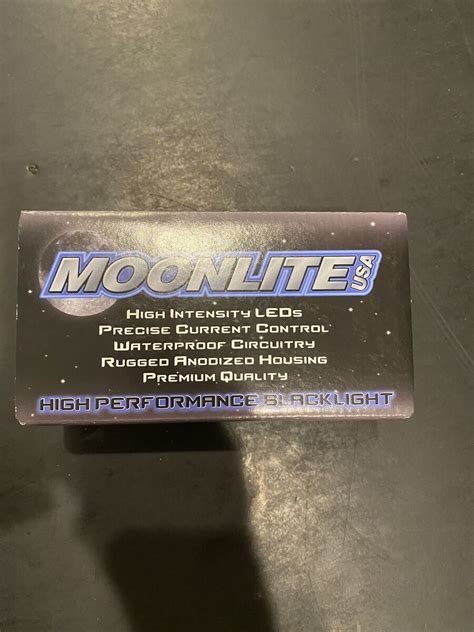 MOONLITE USA
HIGH INTENSITY LEDS
PRECISE CURRENT CONTROL
WATERPROOF CIRCUITRY
RUGGED ANODIZED HOUSING
PREMIUM QUALITY
HIGH PERFORMANCE BLACKLIGHT